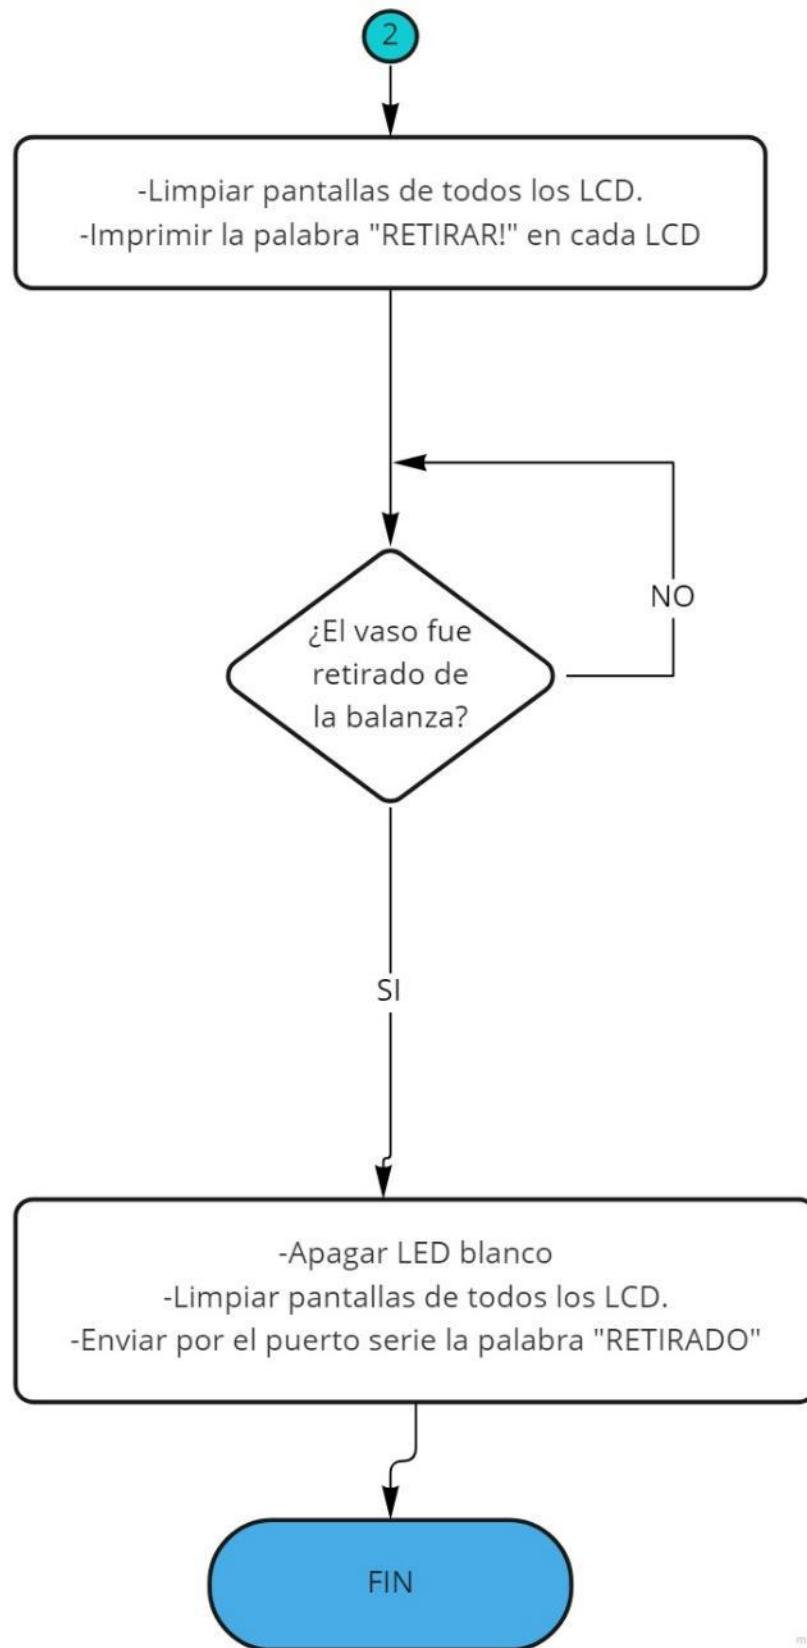 2
-Limpiar pantallas de todos los LCD.
-Imprimir la palabra "RETIRAR!" en cada LCD
¿El vaso fue
retirado de
la balanza?
NO
SI
-Apagar LED blanco
-Limpiar pantallas de todos los LCD.
-Enviar por el puerto serie la palabra "RETIRADO"
FIN